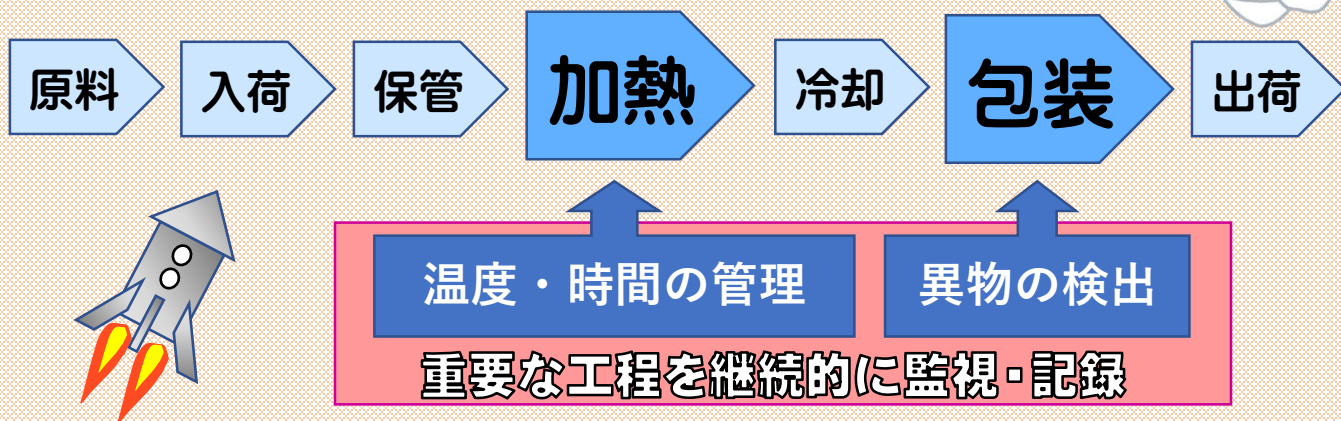 原料
入荷
保管
加熱
冷却
包装
出荷
温度・時間の管理
異物の検出
重要な工程を継続的に監視・記録